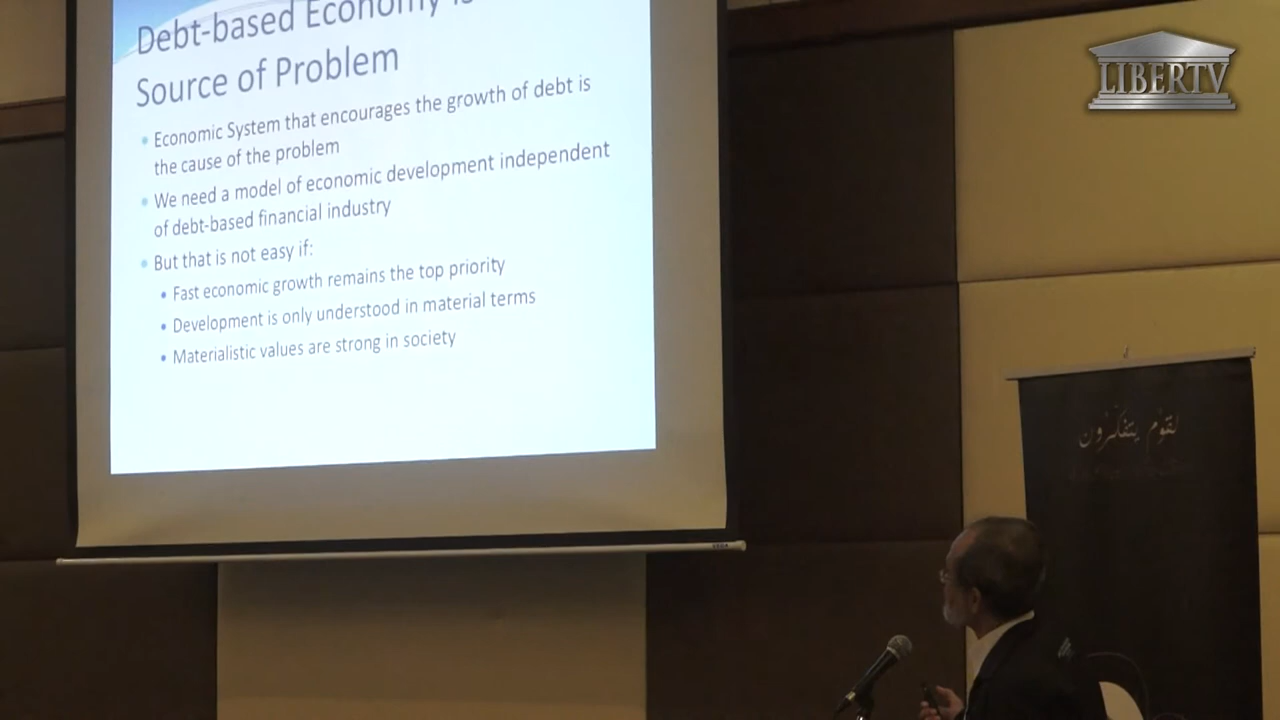 Debt-based Economy is
Source of Problem
• Economic System that encourages the growth of debt is
the cause of the problem
• We need a model of economic development independent
of debt-based financial industry
• But that is not easy if:
• Fast economic growth remains the top priority
• Development is only understood in material terms
• Materialistic values are strong in society
LIBERTV
لقوم يتفكرون